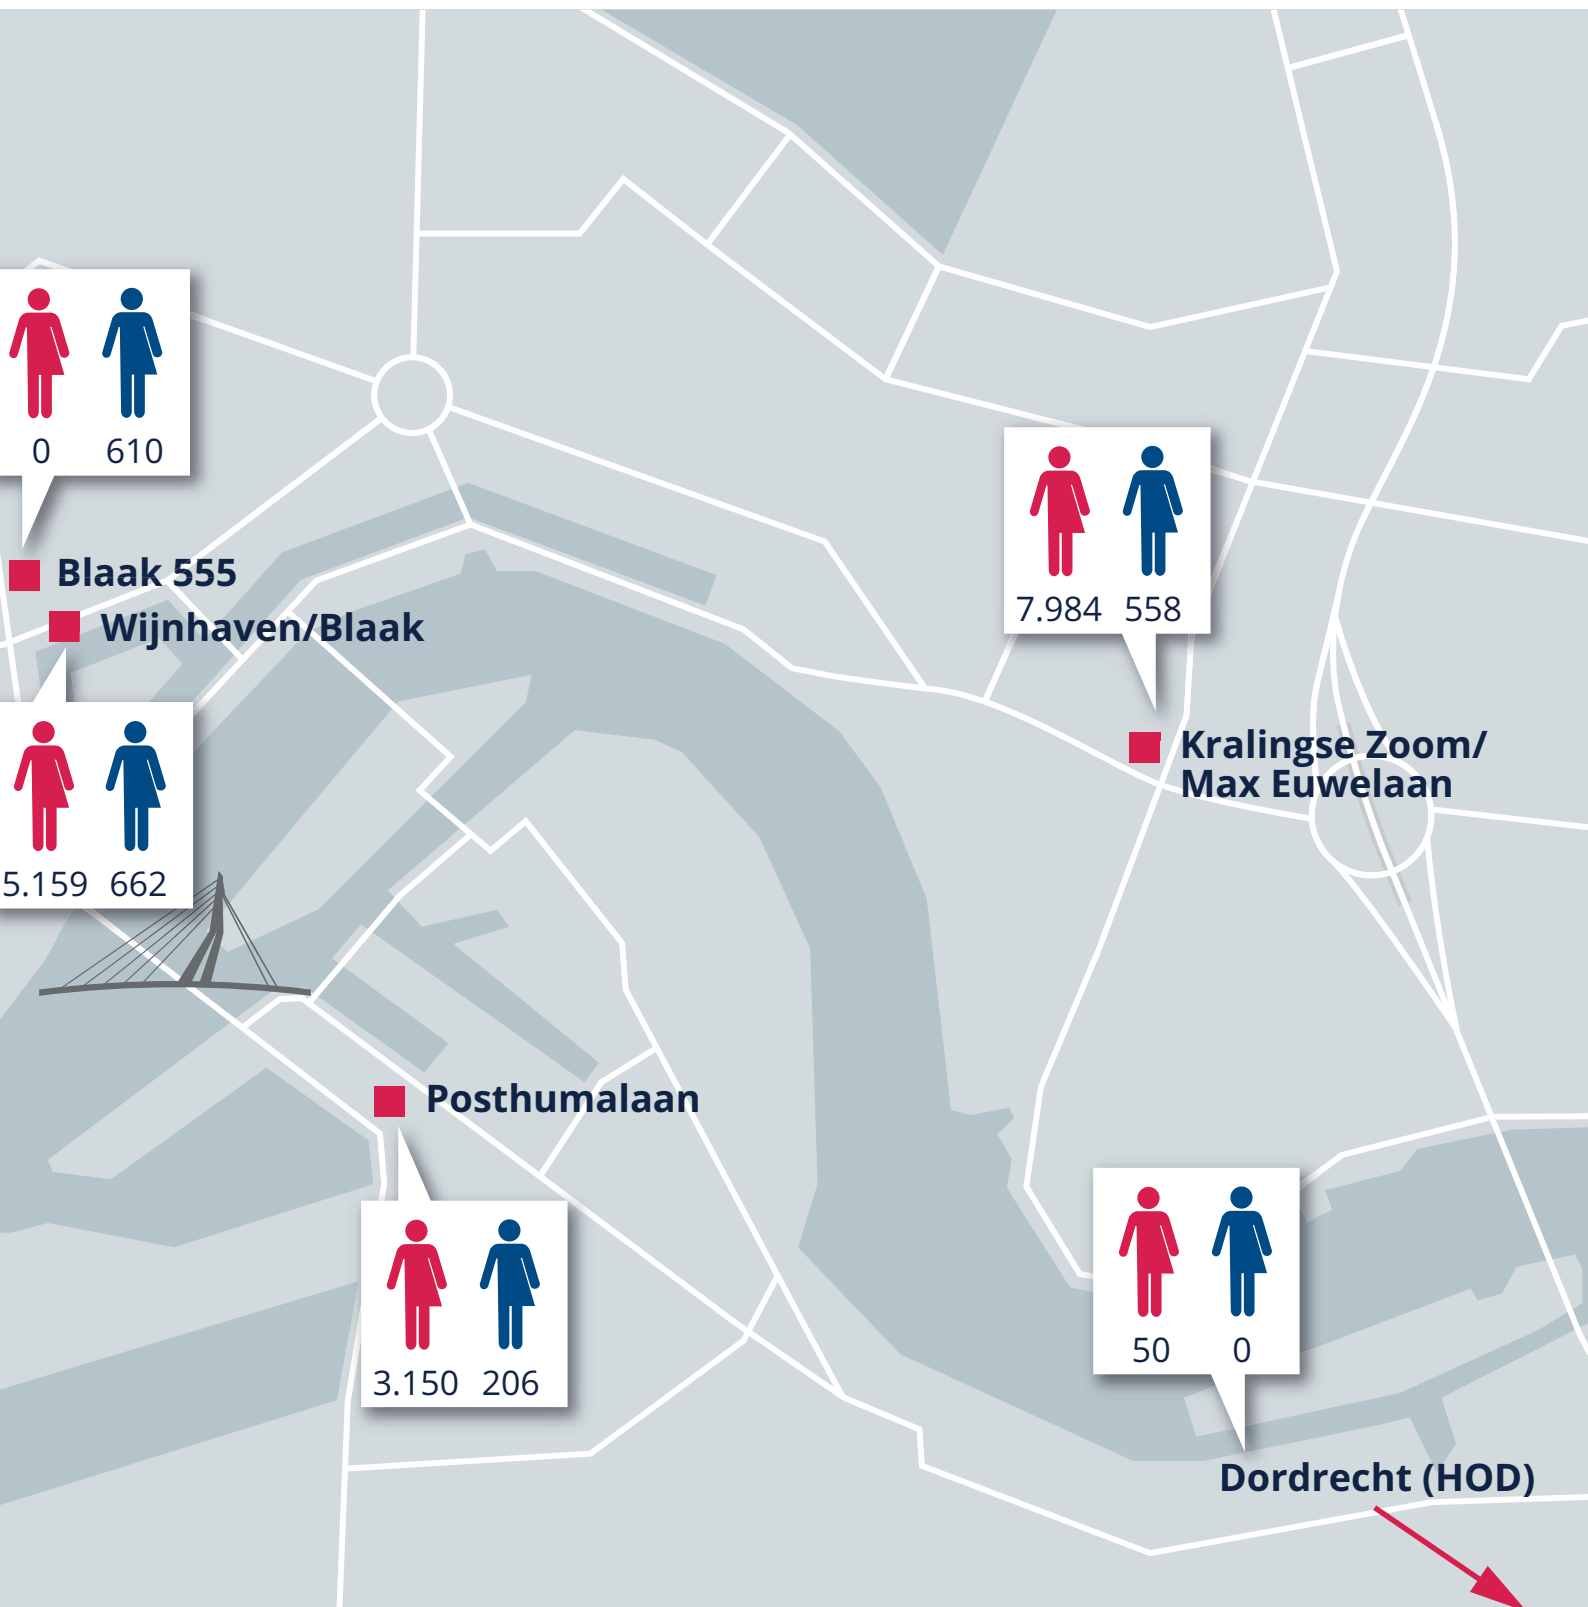 0 610
Blaak 555
Wijnhaven/Blaak
5.159 662
7.984 558
Kralingse Zoom/
Max Euwelaan
Posthumalaan
3.150 206
50 0
Dordrecht (HOD)